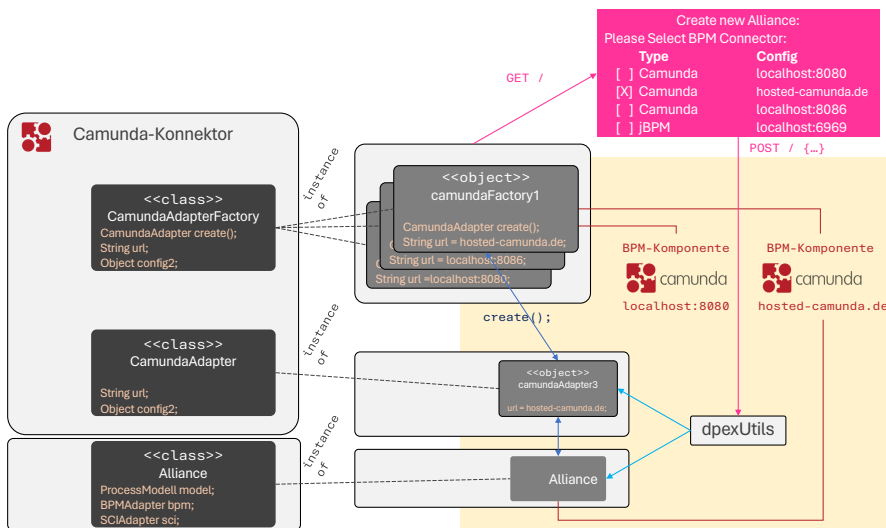 Create new Alliance:
Please Select BPM Connector:
Type Config
[ ] Camunda localhost:8080
[X] Camunda hosted-camunda.de
[ ] Camunda localhost:8086
[ ] jBPM localhost:6969
GET /
POST / {…}
Camunda-Konnektor
<<class>>
CamundaAdapterFactory
CamundaAdapter create();
String url;
Object config2;
instance
of
<<object>>
camundaFactory1
CamundaAdapter create();
String url = hosted-camunda.de;
String url = localhost:8086;
String url =localhost:8080;
BPM-Komponente
camunda
localhost:8080
BPM-Komponente
camunda
hosted-camunda.de
create();
<<class>>
CamundaAdapter
String url;
Object config2;
instance
of
<<object>>
camundaAdapter3
url = hosted-camunda.de;
dpexUtils
<<class>>
Alliance
ProcessModell model;
BPMAdapter bpm;
SCIAdapter sci;
instance
of
Alliance